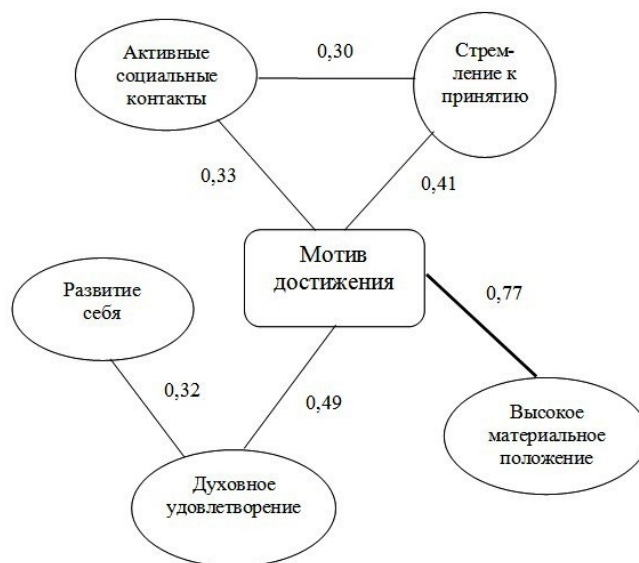 Активные
социальные
контакты
0,30
Стрем-
ление к
принятию
0,33
0,41
Мотив
достижения
Развитие
себя
0,77
0,32
0,49
Высокое
материальное
положение
Духовное
удовлетворение